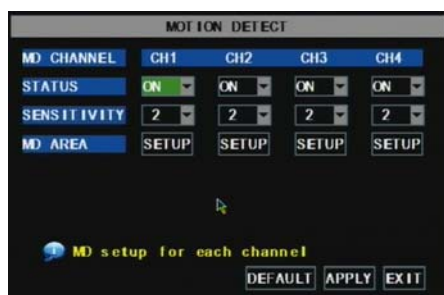 MOTION DETECT
MD CHANNEL CH1 CH2 CH3 CH4
STATUS ON ON ON ON
SENSITIVITY 2 2 2 2
MD AREA SETUP SETUP SETUP SETUP
MD setup for each channel
DEFAULT APPLY EXIT